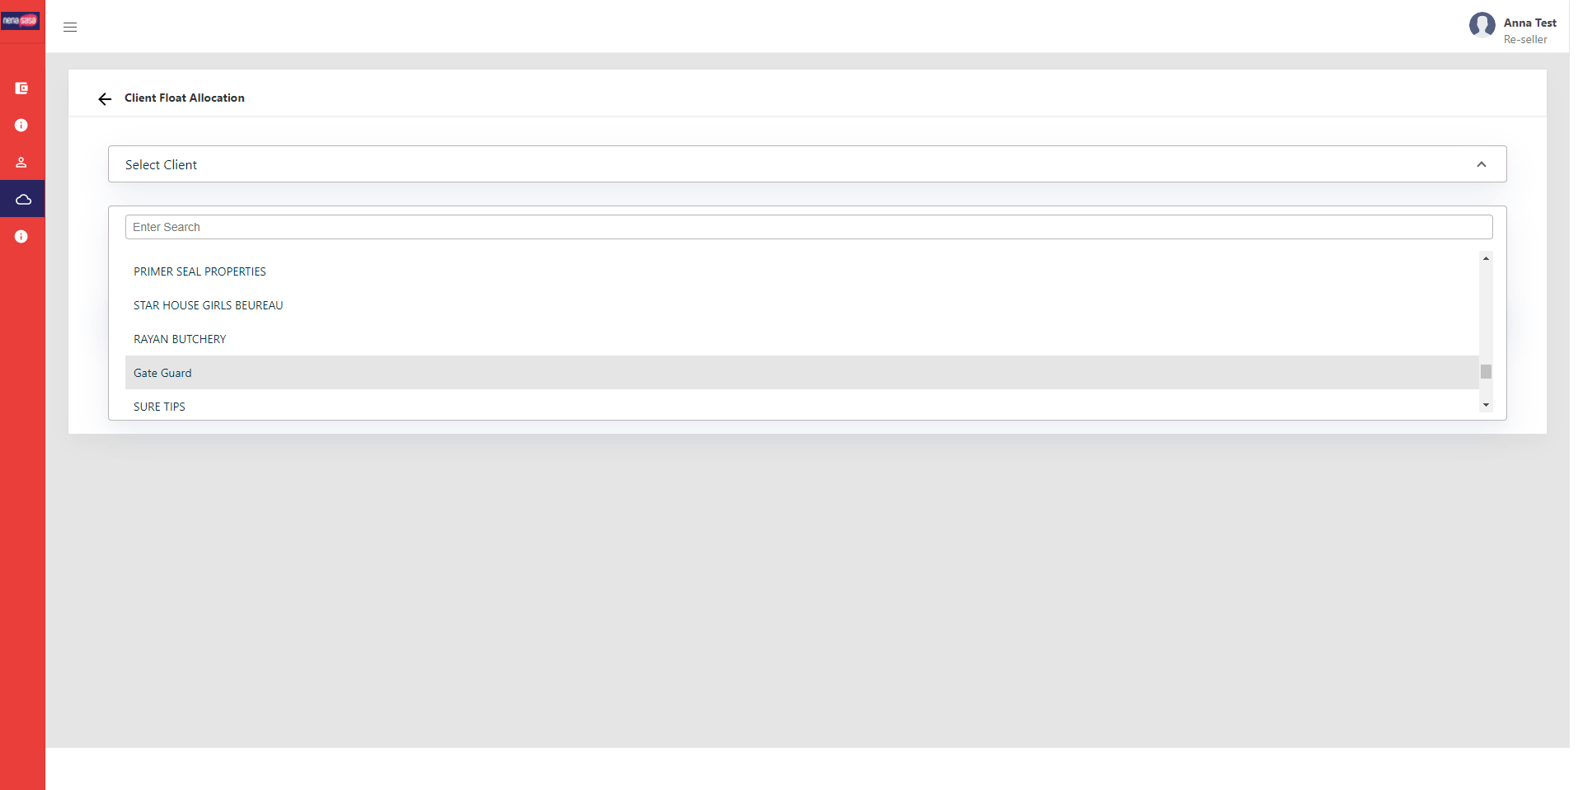 nena sasa
Anna Test
Re-seller
Client Float Allocation
Select Client
Enter Search
PRIMER SEAL PROPERTIES
STAR HOUSE GIRLS BEUREAU
RAYAN BUTCHERY
Gate Guard
SURE TIPS